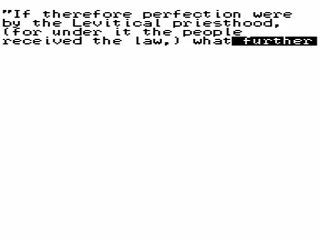 "If therefore perfection were
by the Levitical priesthood,
(for under it the people
received the law,) what further